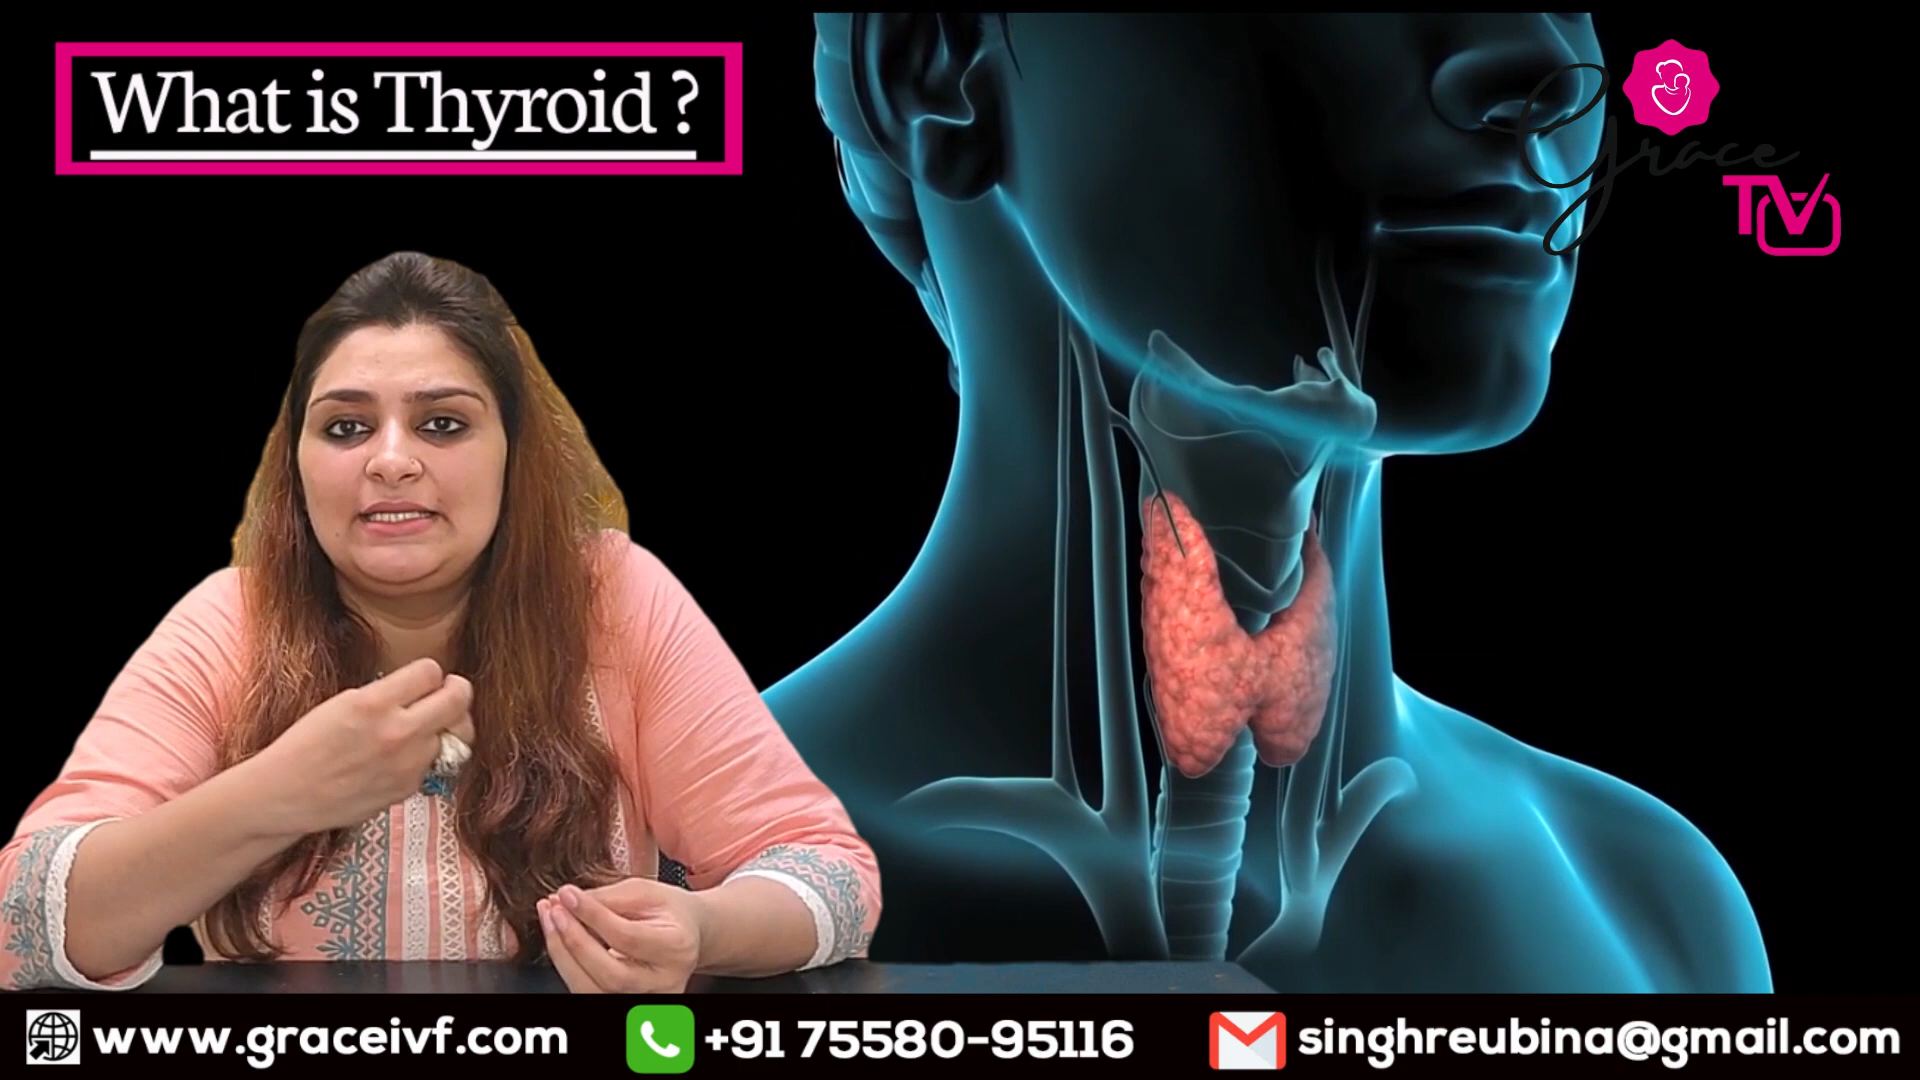 What is Thyroid ?
Grace
TV
www.graceivf.com
+91 75580-95116
singhreubina@gmail.com